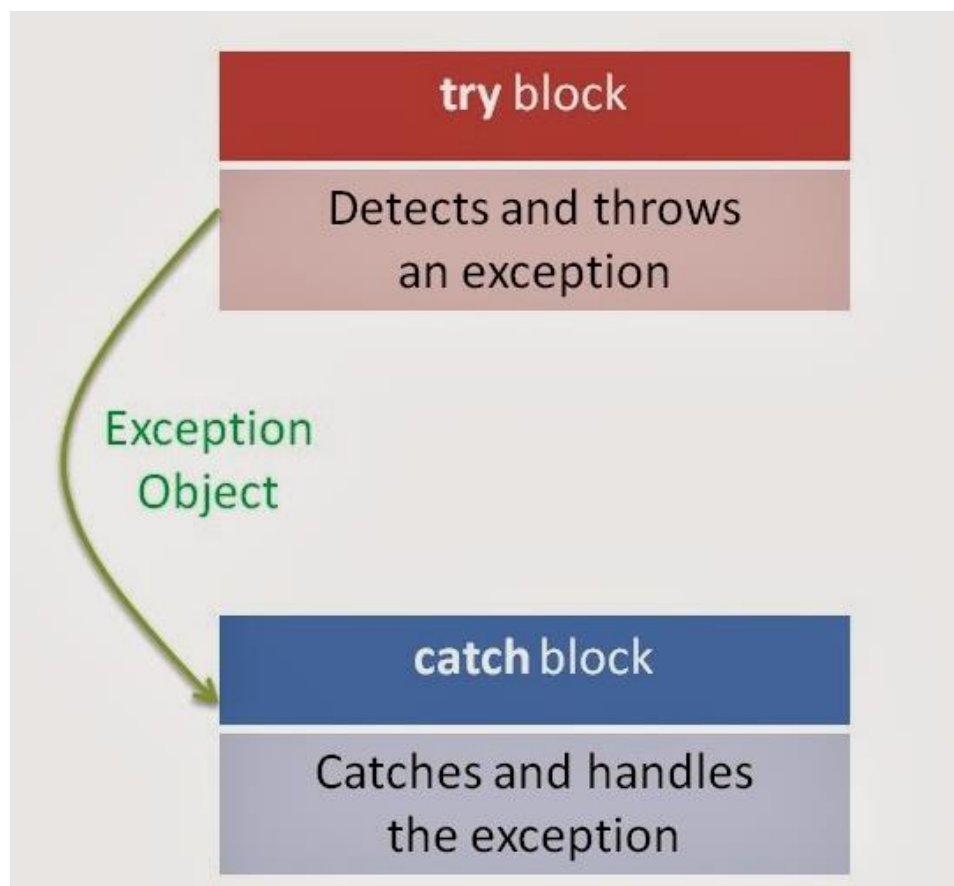 try block
Detects and throws
an exception
Exception
Object
catch block
Catches and handles
the exception